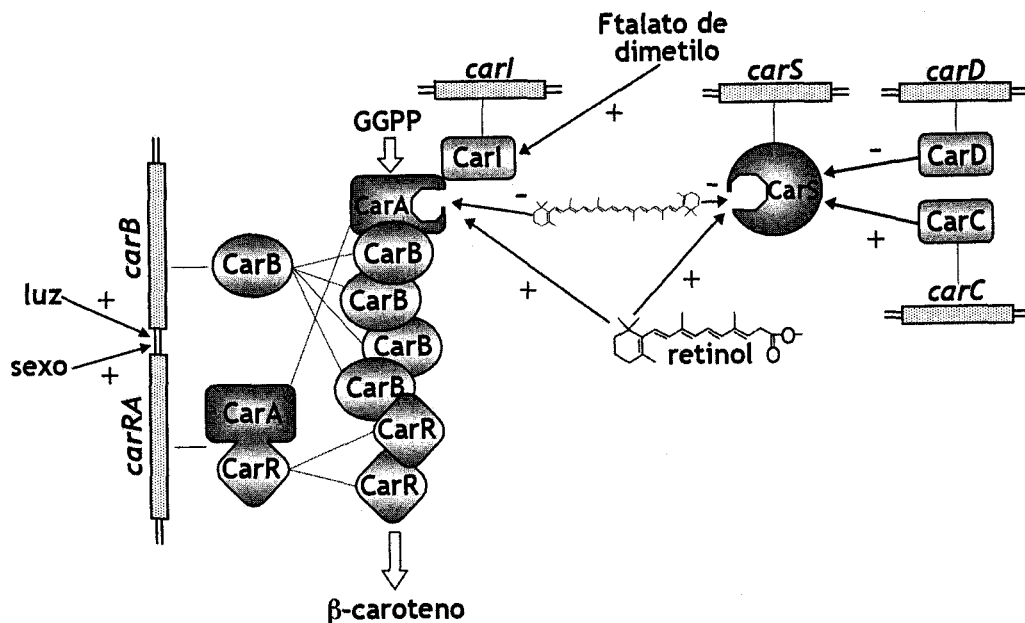 Ftalato de
dimetilo
carI
carS
carD
+
GGPP
CarI
-
CarD
CarA
-
-
CarS
CarC
+
carB
CarB
CarB
+
+
carC
luz
+
CarB
retinol
sexo
+
CarB
CarB
carRA
CarA
CarR
CarR
CarR
β-caroteno